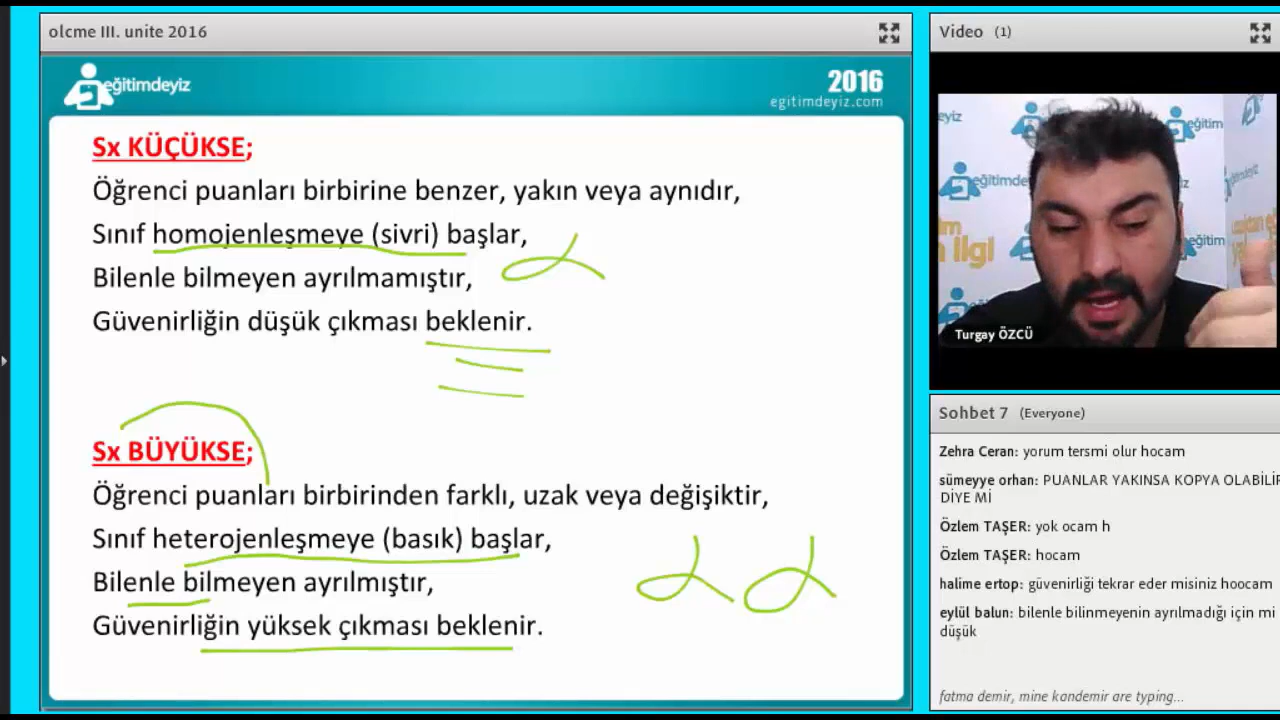 olcme III. unite 2016
eğitimdeyiz
2016
egitimdeyiz.com
Sx KÜÇÜKSE;
Öğrenci puanları birbirine benzer, yakın veya aynıdır,
Sınıf homojenleşmeye (sivri) başlar,
Bilenle bilmeyen ayrılmamıştır,
Güvenirliğin düşük çıkması beklenir.
Sx BÜYÜKSE;
Öğrenci puanları birbirinden farklı, uzak veya değişiktir,
Sınıf heterojenleşmeye (basık) başlar,
Bilenle bilmeyen ayrılmıştır,
Güvenirliğin yüksek çıkması beklenir.
Video (1)
Turgay ÖZCÜ
Sohbet 7 (Everyone)
Zehra Ceran: yorum tersmi olur hocam
sümeyye orhan: PUANLAR YAKINSA KOPYA OLABİLİR
DİYE Mİ
Özlem TAŞER: yok ocam h
Özlem TAŞER: hocam
halime ertop: güvenirliği tekrar eder misiniz hoocam
eylül balun: bilenle bilinmeyenin ayrılmadığı için mi
düşük
fatma demir, mine kandemir are typing...